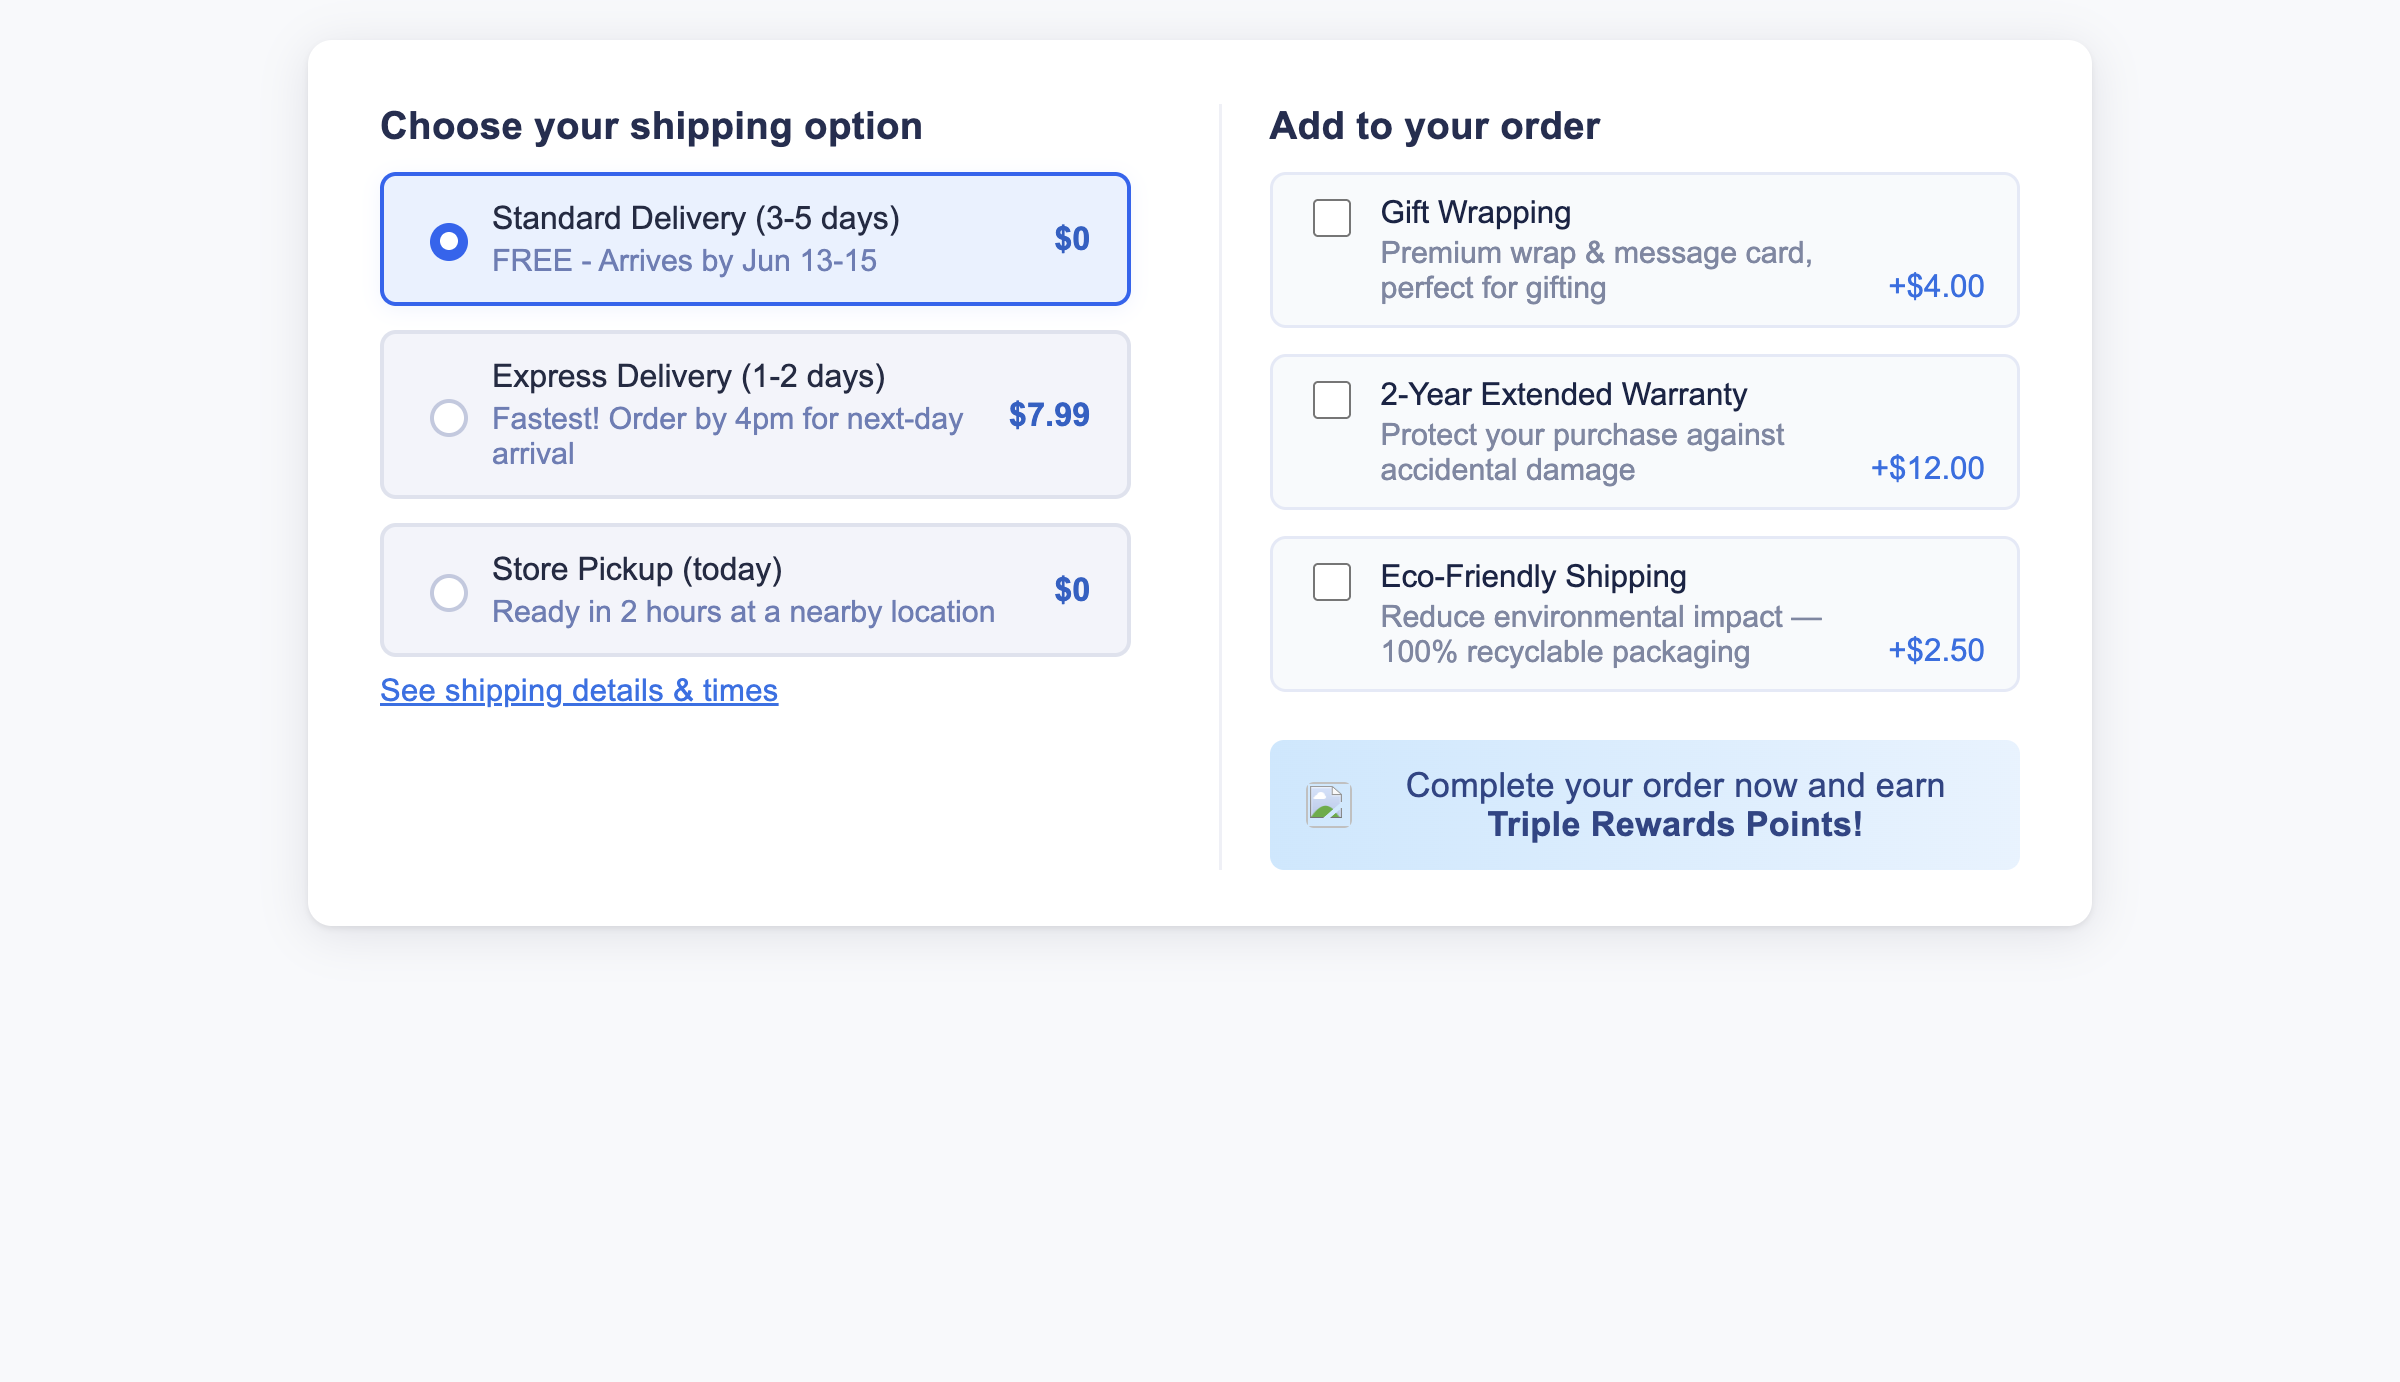 Choose your shipping option
Standard Delivery (3-5 days)
FREE - Arrives by Jun 13-15
$0
Express Delivery (1-2 days)
Fastest! Order by 4pm for next-day
arrival
$7.99
Store Pickup (today)
Ready in 2 hours at a nearby location
$0
See shipping details & times
Add to your order
Gift Wrapping
Premium wrap & message card,
perfect for gifting
+$4.00
2-Year Extended Warranty
Protect your purchase against
accidental damage
+$12.00
Eco-Friendly Shipping
Reduce environmental impact —
100% recyclable packaging
+$2.50
Complete your order now and earn
Triple Rewards Points!